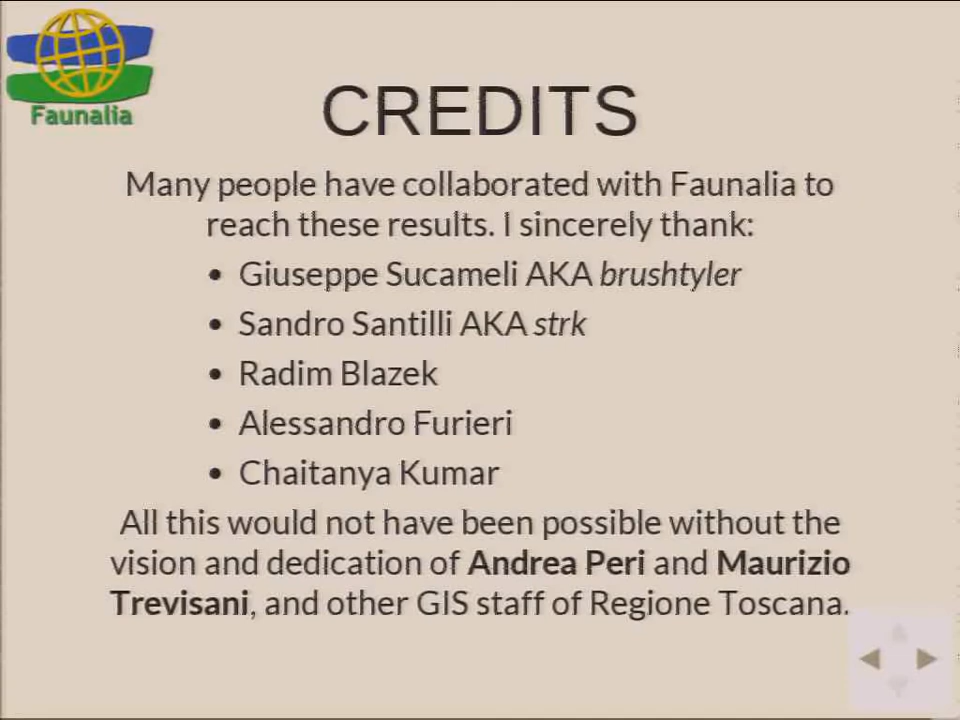 Faunalia
CREDITS
Many people have collaborated with Faunalia to
reach these results. I sincerely thank:
• Giuseppe Sucameli AKA brushtyler
• Sandro Santilli AKA strk
• Radim Blazek
• Alessandro Furieri
• Chaitanya Kumar
All this would not have been possible without the
vision and dedication of Andrea Peri and Maurizio
Trevisani, and other GIS staff of Regione Toscana.